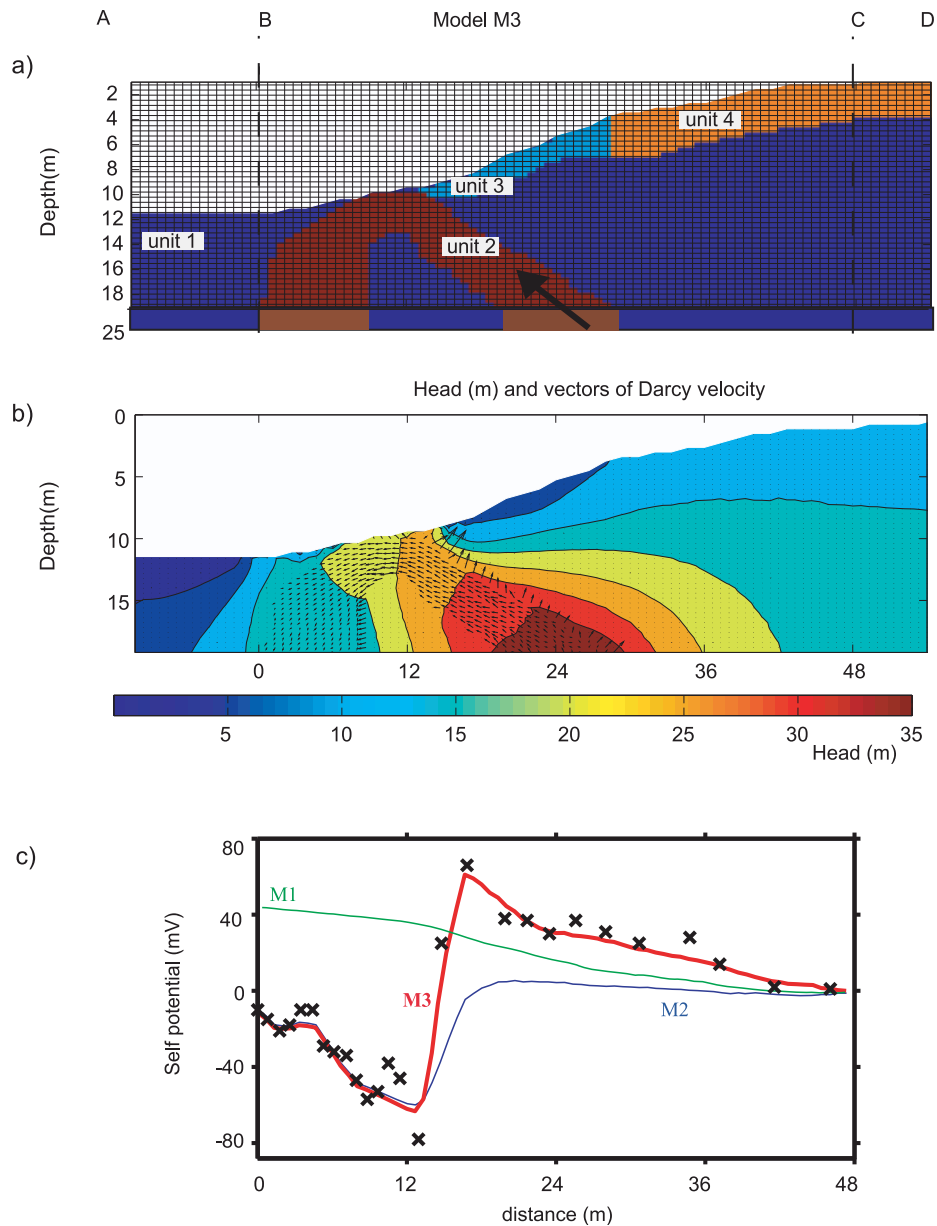 A B Model M3 C D
a)
2
4
6
8
10
12
14
16
18
25
Depth(m)
unit 4
unit 3
unit 1
unit 2
Head (m) and vectors of Darcy velocity
b)
0
5
10
15
Depth(m)
0 12 24 36 48
5 10 15 20 25 30 35
Head (m)
c)
80
40
0
-40
-80
Self potential (mV)
M1
M3
M2
0 12 24 36 48
distance (m)